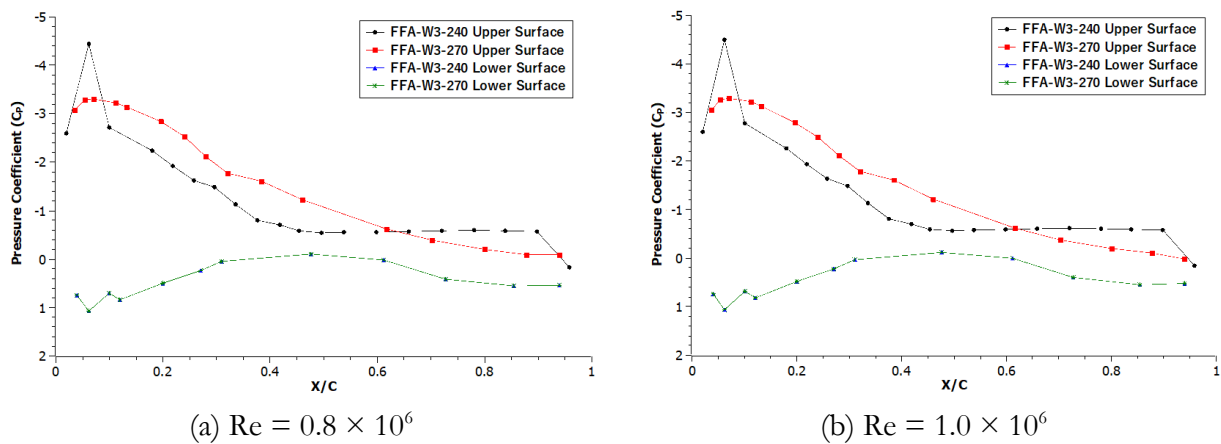 -5
-4
-3
-2
-1
0
1
2
Pressure Coefficient (CP)
FFA-W3-240 Upper Surface
FFA-W3-270 Upper Surface
FFA-W3-240 Lower Surface
FFA-W3-270 Lower Surface
0 0.2 0.4 0.6 0.8 1
X/C
(a) Re = 0.8 × 10⁶
-5
-4
-3
-2
-1
0
1
2
Pressure Coefficient (CP)
FFA-W3-240 Upper Surface
FFA-W3-270 Upper Surface
FFA-W3-240 Lower Surface
FFA-W3-270 Lower Surface
0 0.2 0.4 0.6 0.8 1
X/C
(b) Re = 1.0 × 10⁶